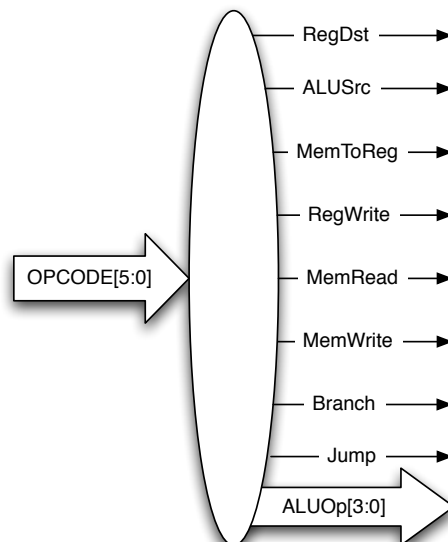 RegDst
ALUSrc
MemToReg
RegWrite
OPCODE[5:0]
MemRead
MemWrite
Branch
Jump
ALUOp[3:0]